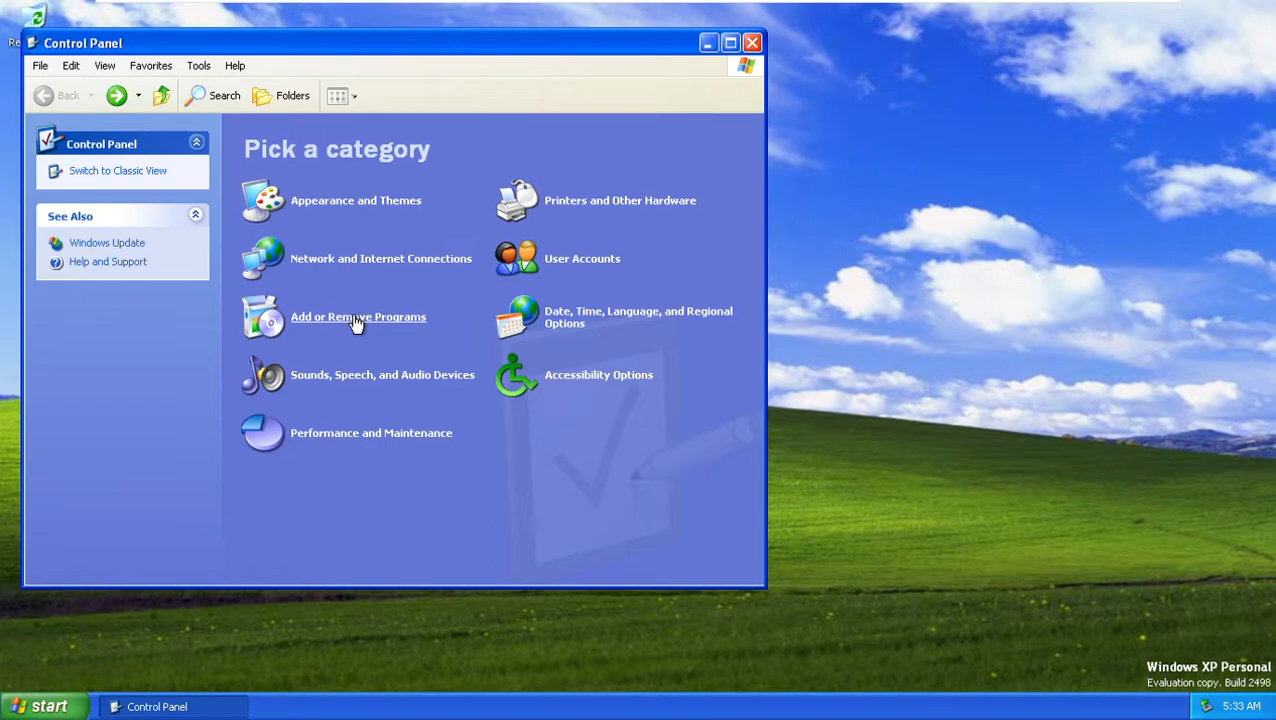 Re
Control Panel
File Edit View Favorites Tools Help
Back Search Folders
Control Panel
Switch to Classic View
See Also
Windows Update
Help and Support
Pick a category
Appearance and Themes
Printers and Other Hardware
Network and Internet Connections
User Accounts
Add or Remove Programs
Date, Time, Language, and Regional
Options
Sounds, Speech, and Audio Devices
Accessibility Options
Performance and Maintenance
Windows XP Personal
Evaluation copy. Build 2498
start Control Panel 5:33 AM